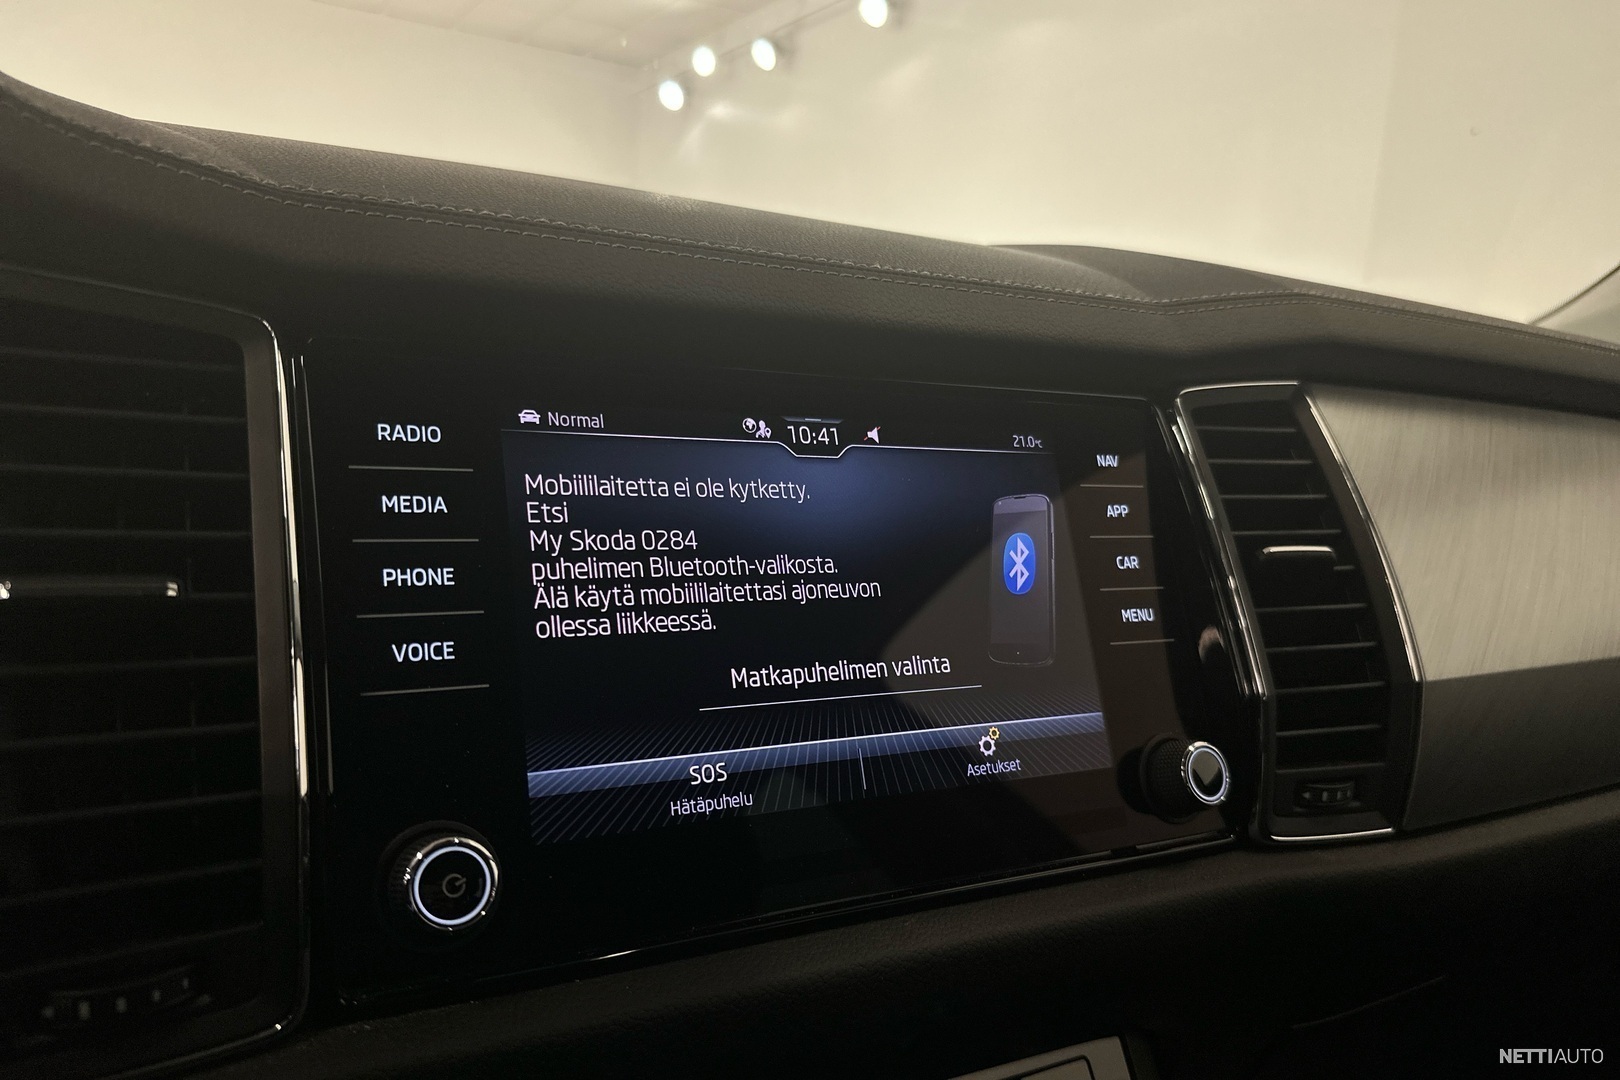 RADIO
MEDIA
PHONE
VOICE
Normal
10:41
21.0°C
Mobiililaitetta ei ole kytketty.
Etsi
My Skoda 0284
puhelimen Bluetooth-valikosta.
Älä käytä mobiililaitettasi ajoneuvon
ollessa liikkeessä.
Matkapuhelimen valinta
SOS
Hätäpuhelu
Asetukset
NAV
APP
CAR
MENU
NETTIAUTO